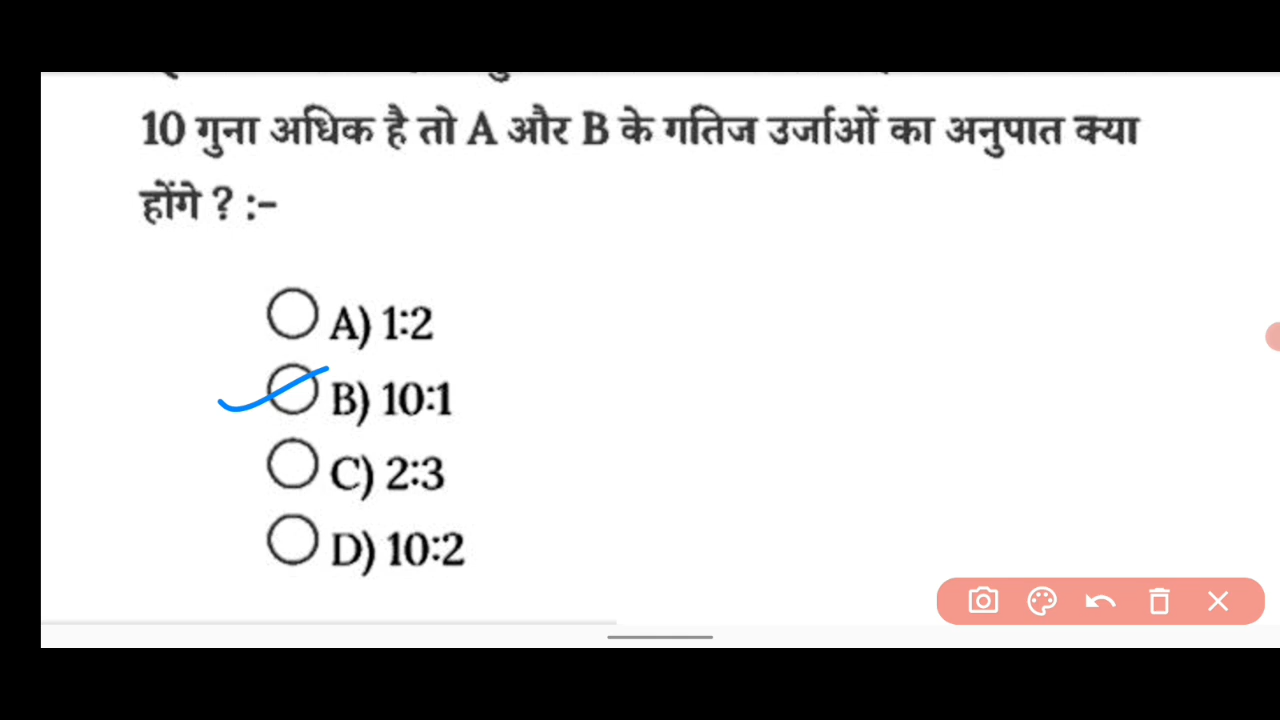 10 गुना अधिक है तो A और B के गतिज उर्जाओं का अनुपात क्या
होंगे ? :-
A) 1:2
B) 10:1
C) 2:3
D) 10:2